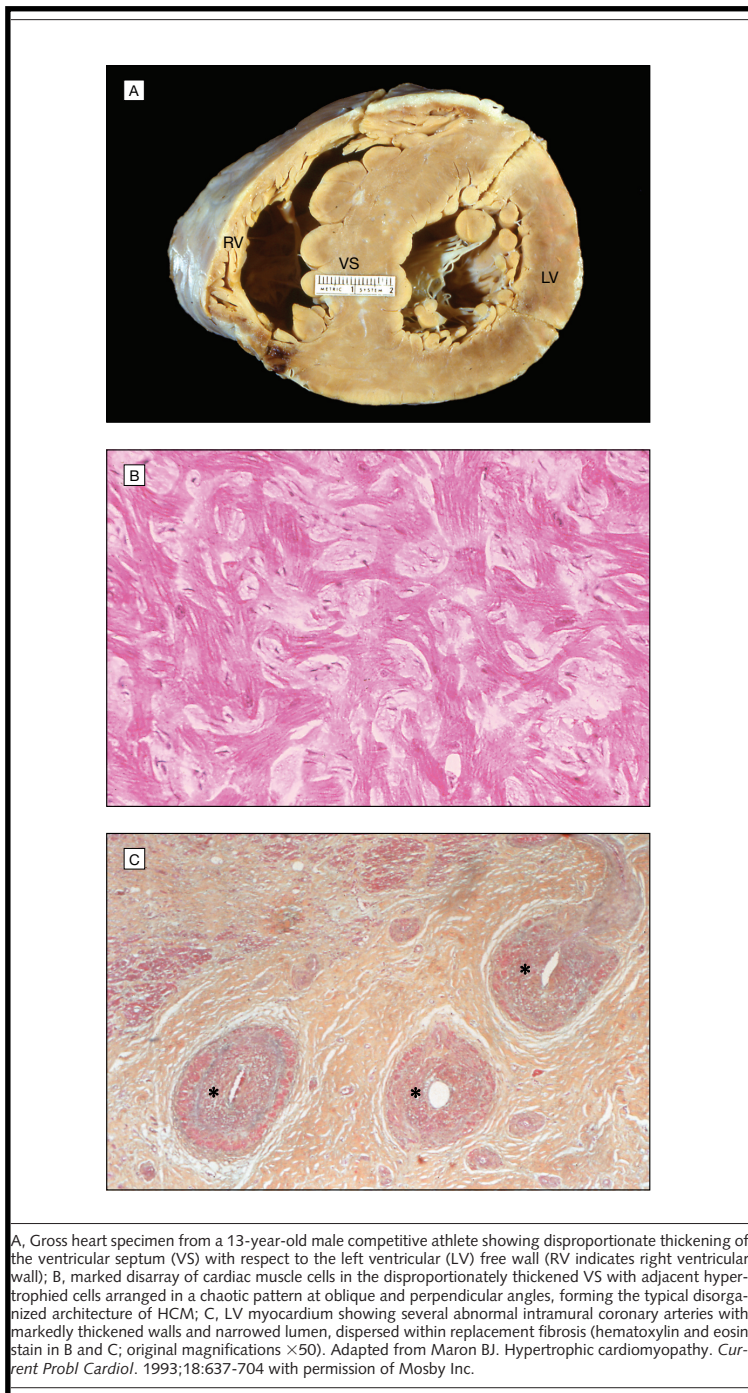 A
RV
VS
LV
METRIC 1 SYSTEM 2
B
C
*
*
*
A, Gross heart specimen from a 13-year-old male competitive athlete showing disproportionate thickening of
the ventricular septum (VS) with respect to the left ventricular (LV) free wall (RV indicates right ventricular
wall); B, marked disarray of cardiac muscle cells in the disproportionately thickened VS with adjacent hyper-
trophied cells arranged in a chaotic pattern at oblique and perpendicular angles, forming the typical disorga-
nized architecture of HCM; C, LV myocardium showing several abnormal intramural coronary arteries with
markedly thickened walls and narrowed lumen, dispersed within replacement fibrosis (hematoxylin and eosin
stain in B and C; original magnifications ×50). Adapted from Maron BJ. Hypertrophic cardiomyopathy. Cur-
rent Probl Cardiol. 1993;18:637-704 with permission of Mosby Inc.